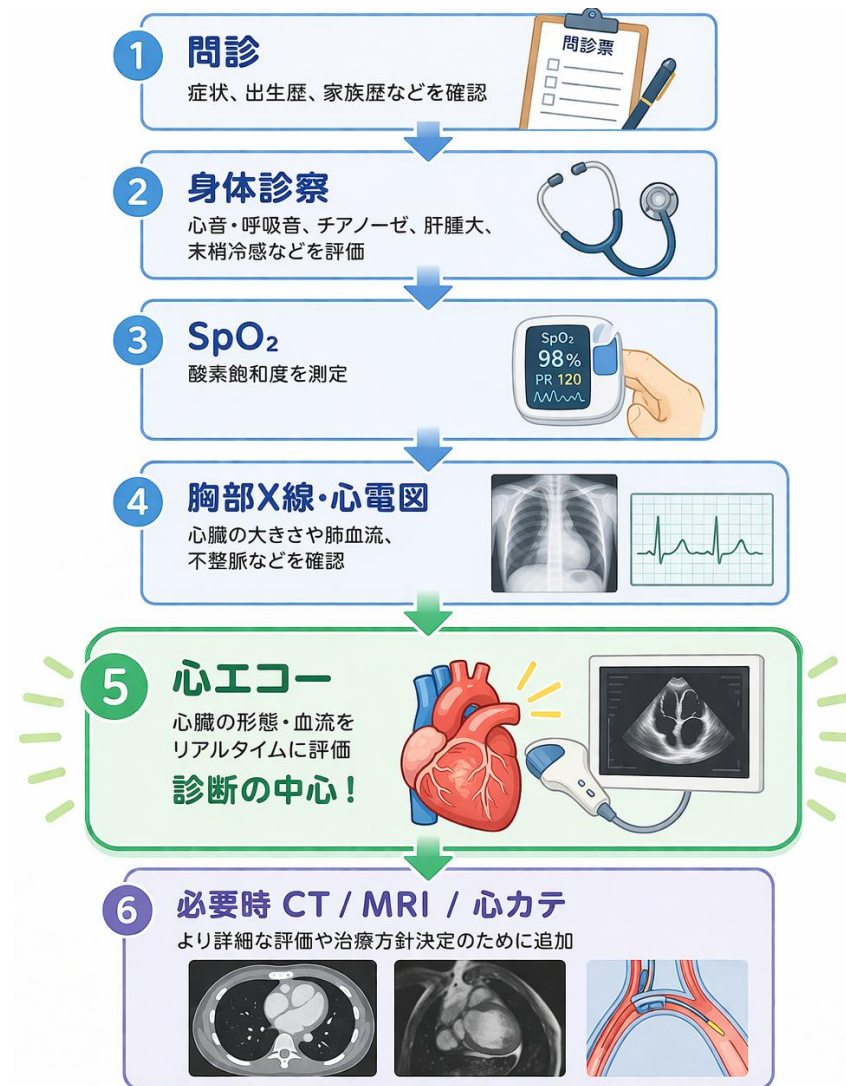 1
問診
症状、出生歴、家族歴などを確認
問診票
2
身体診察
心音・呼吸音、チアノーゼ、肝腫大、
末梢冷感などを評価
3
SpO₂
酸素飽和度を測定
SpO₂
98%
PR 120
4
胸部X線・心電図
心臓の大きさや肺血流、
不整脈などを確認
5
心エコー
心臓の形態・血流を
リアルタイムに評価
診断の中心！
6
必要時 CT / MRI / 心カテ
より詳細な評価や治療方針決定のために追加